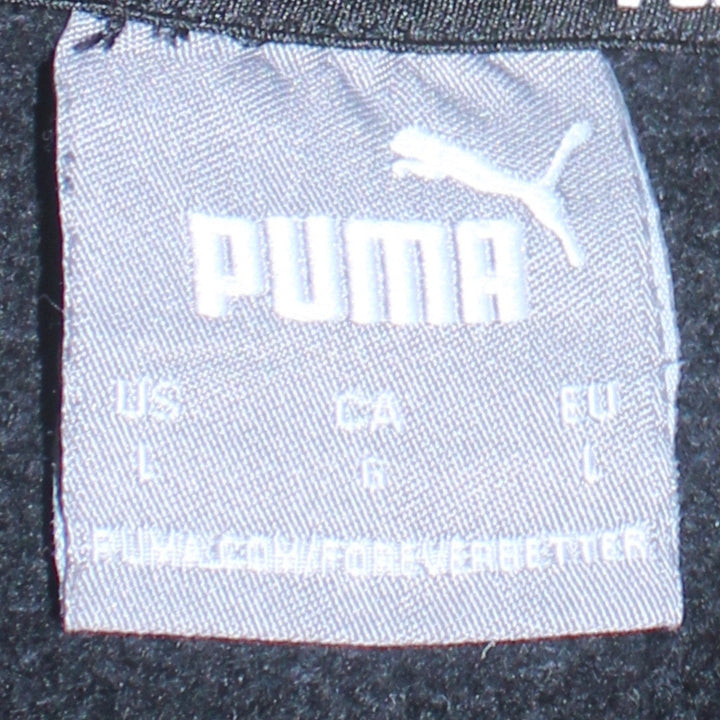 PUMA
US CA EU
L G L
PUMA.COM/FOREVERBETTER